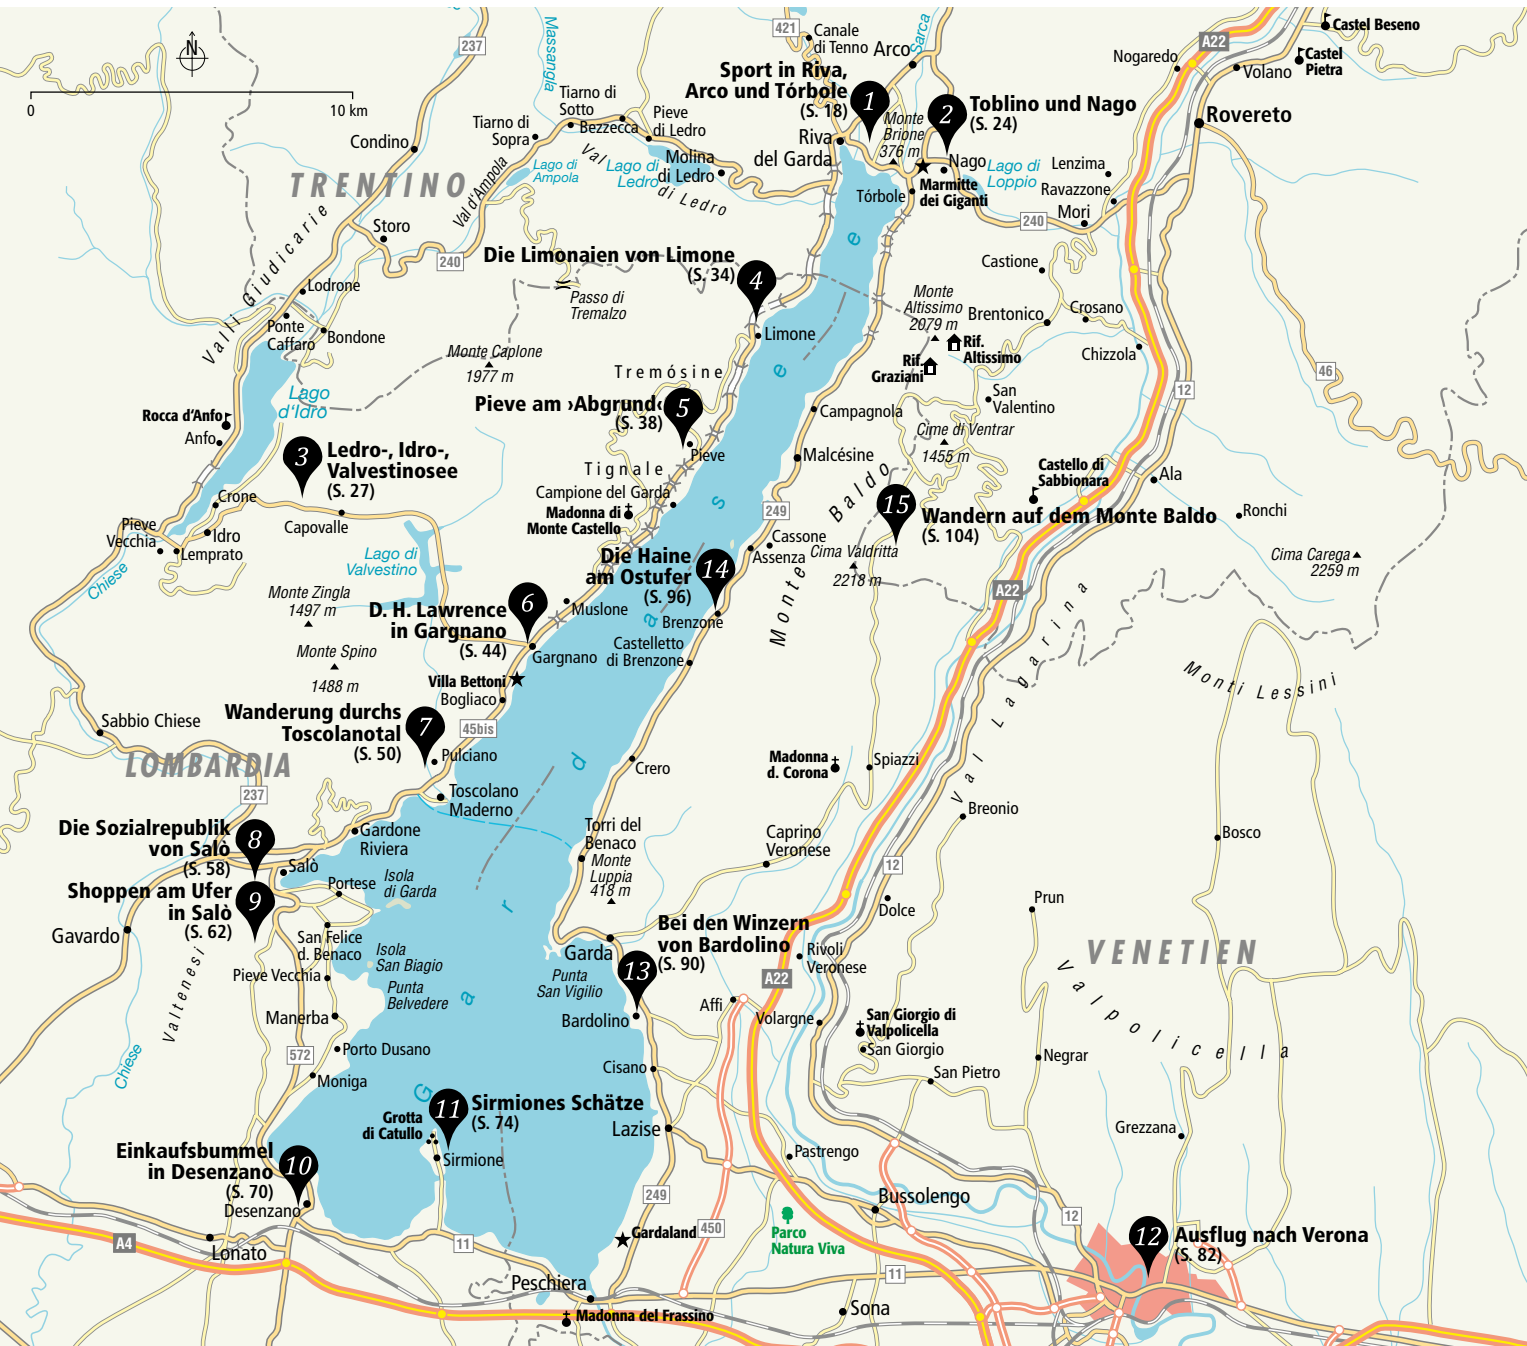 N
0
10 km
237
Massangla
421
Canale
di Tenno
Arco
Sarca
Nogaredo
A22
Castel Beseno
Castel
Pietra
Volano
Rovereto
Sport in Riva,
Arco und Tórbole
(S. 18)
1
2
Toblino und Nago
(S. 24)
Monte
Brione
376 m
Riva
del Garda
Nago
Marmitte
dei Giganti
Lago di
Loppio
Lenzima
Ravazzone
Mori
240
Tórbole
Tiarno di
Sotto
Bezzecca
Pieve
di Ledro
Tiarno di
Sopra
Lago di
Ampola
Val
di Ledro
Lago di
Ledro
Molina
di Ledro
Val d'Ampola
Condino
TRENTINO
Valli Giudicarie
Storo
240
Lodrone
Ponte
Caffaro
Bondone
Lago
d'Idro
Rocca d'Anfo
Anfo
Die Limonaien von Limone
(S. 34)
4
Limone
Passo di
Tremalzo
Monte Caplone
1977 m
Tremósine
Pieve am ›Abgrund‹
(S. 38)
5
Pieve
Castione
Monte
Altissimo
2079 m
Brentonico
Crosano
Rif.
Altissimo
Rif.
Graziani
Chizzola
San
Valentino
12
46
Campagnola
Cime di Ventrar
1455 m
Malcésine
3
Ledro-, Idro-,
Valvestinosee
(S. 27)
Crone
Capovalle
Pieve
Vecchia
Idro
Lemprato
Chiese
Lago di
Valvestino
Tignale
Campione del Garda
Madonna di
Monte Castello
Castello di
Sabbionara
Ala
Ronchi
15
Wandern auf dem Monte Baldo
(S. 104)
249
Cassone
Assenza
Monte Baldo
Cima Valdritta
2218 m
Cima Carega
2259 m
Die Haine
am Ostufer
(S. 96)
14
Brenzone
Castelletto
di Brenzone
Monte Zingla
1497 m
Monte Spino
1488 m
D. H. Lawrence
in Gargnano
(S. 44)
6
Muslone
Gargnano
Villa Bettoni
Bogliaco
A22
Val Lagarina
Monti Lessini
Sabbio Chiese
Wanderung durchs
Toscolanotal
(S. 50)
7
45bis
Pulciano
LOMBARDIA
237
Toscolano
Maderno
Crero
Madonna
d. Corona
Spiazzi
Breonio
Bosco
Gardasee
Die Sozialrepublik
von Saló
(S. 58)
8
Gardone
Riviera
Salò
Shoppen am Ufer
in Salò
(S. 62)
9
Portese
Isola
di Garda
Torri del
Benaco
Monte
Luppia
418 m
Caprino
Veronese
12
Dolce
Prun
VENETIEN
Gavardo
San Felice
d. Benaco
Isola
San Biagio
Punta
Belvedere
Pieve Vecchia
Valtenesi
Chiese
Garda
Punta
San Vigilio
Bei den Winzern
von Bardolino
(S. 90)
13
Bardolino
Rivoli
Veronese
A22
Affi
Volargne
Valpolicella
San Giorgio di
Valpolicella
San Giorgio
San Pietro
Negrar
Manerba
572
Porto Dusano
Moniga
Cisano
Lazise
11
Sirmiones Schätze
(S. 74)
Grotta
di Catullo
Sirmione
Grezzana
Pastrengo
Einkaufsbummel
in Desenzano
(S. 70)
10
Desenzano
249
Gardaland
450
Parco
Natura Viva
Bussolengo
12
12
Ausflug nach Verona
(S. 82)
A4
Lonato
11
Peschiera
Madonna del Frassino
11
Sona